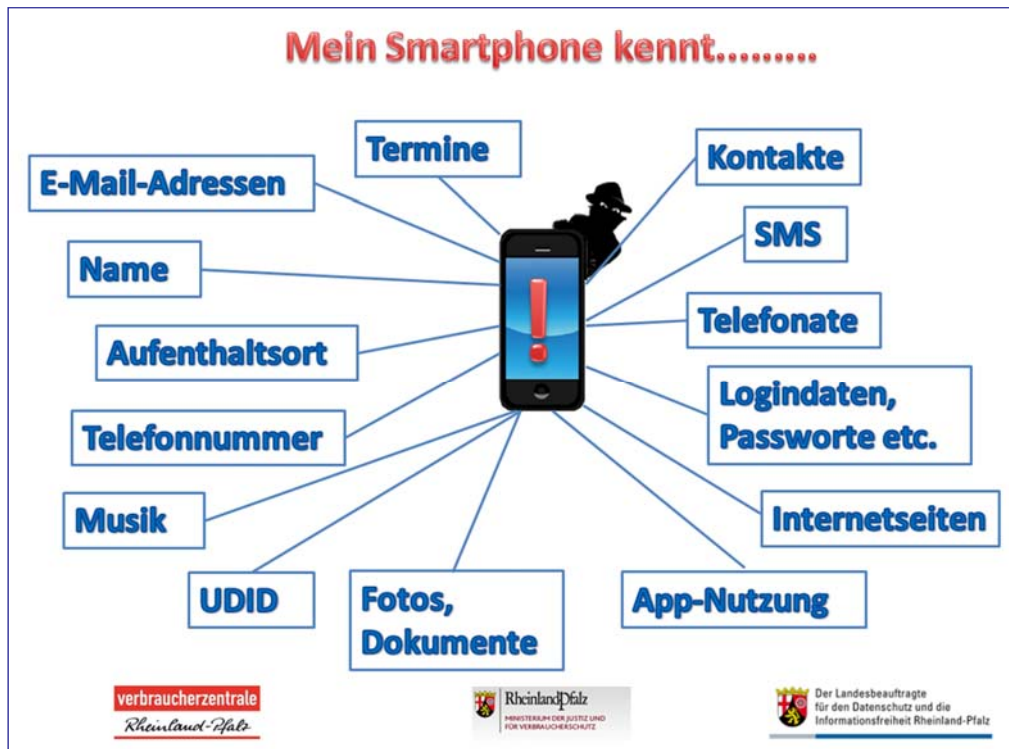 Mein Smartphone kennt.........
Termine
Kontakte
E-Mail-Adressen
SMS
Name
Telefonate
Aufenthaltsort
Logindaten,
Passworte etc.
Telefonnummer
Musik
Internetseiten
UDID
Fotos,
Dokumente
App-Nutzung
verbraucherzentrale
Rheinland-Pfalz
RheinlandPfalz
MINISTERIUM DER JUSTIZ UND
FÜR VERBRAUCHERSCHUTZ
Der Landesbeauftragte
für den Datenschutz und die
Informationsfreiheit Rheinland-Pfalz